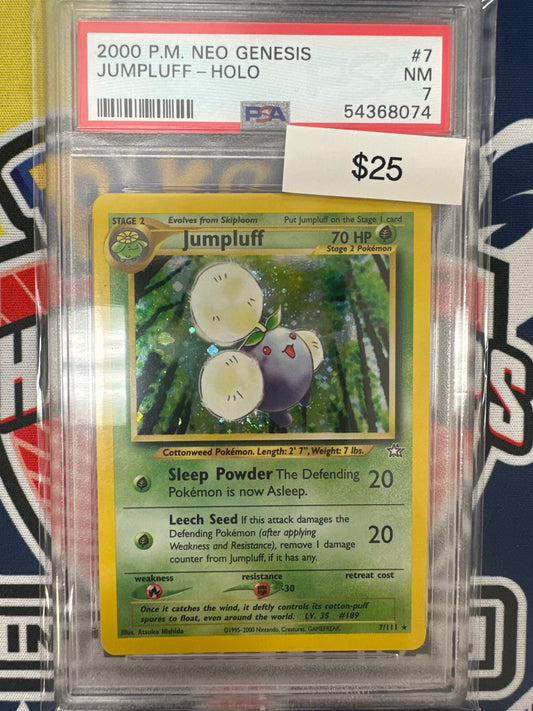 2000 P.M. NEO GENESIS #7
JUMPLUFF – HOLO NM
7
PSA 54368074
$25
STAGE 2 Evolves from Skiploom Put Jumpluff on the Stage 1 card
Jumpluff 70 HP
Stage 2 Pokémon
Cottonweed Pokémon. Length: 2' 7", Weight: 7 lbs.
Sleep Powder The Defending 20
Pokémon is now Asleep.
Leech Seed If this attack damages the
Defending Pokémon (after applying 20
Weakness and Resistance), remove 1 damage
counter from Jumpluff, if it has any.
weakness resistance retreat cost
-30
Once it catches the wind, it deftly controls its cotton-puff
spores to float, even around the world. LV. 35 #189
Illus. Atsuko Nishida ©1995-2000 Nintendo, Creatures, GAMEFREAK. 7/111